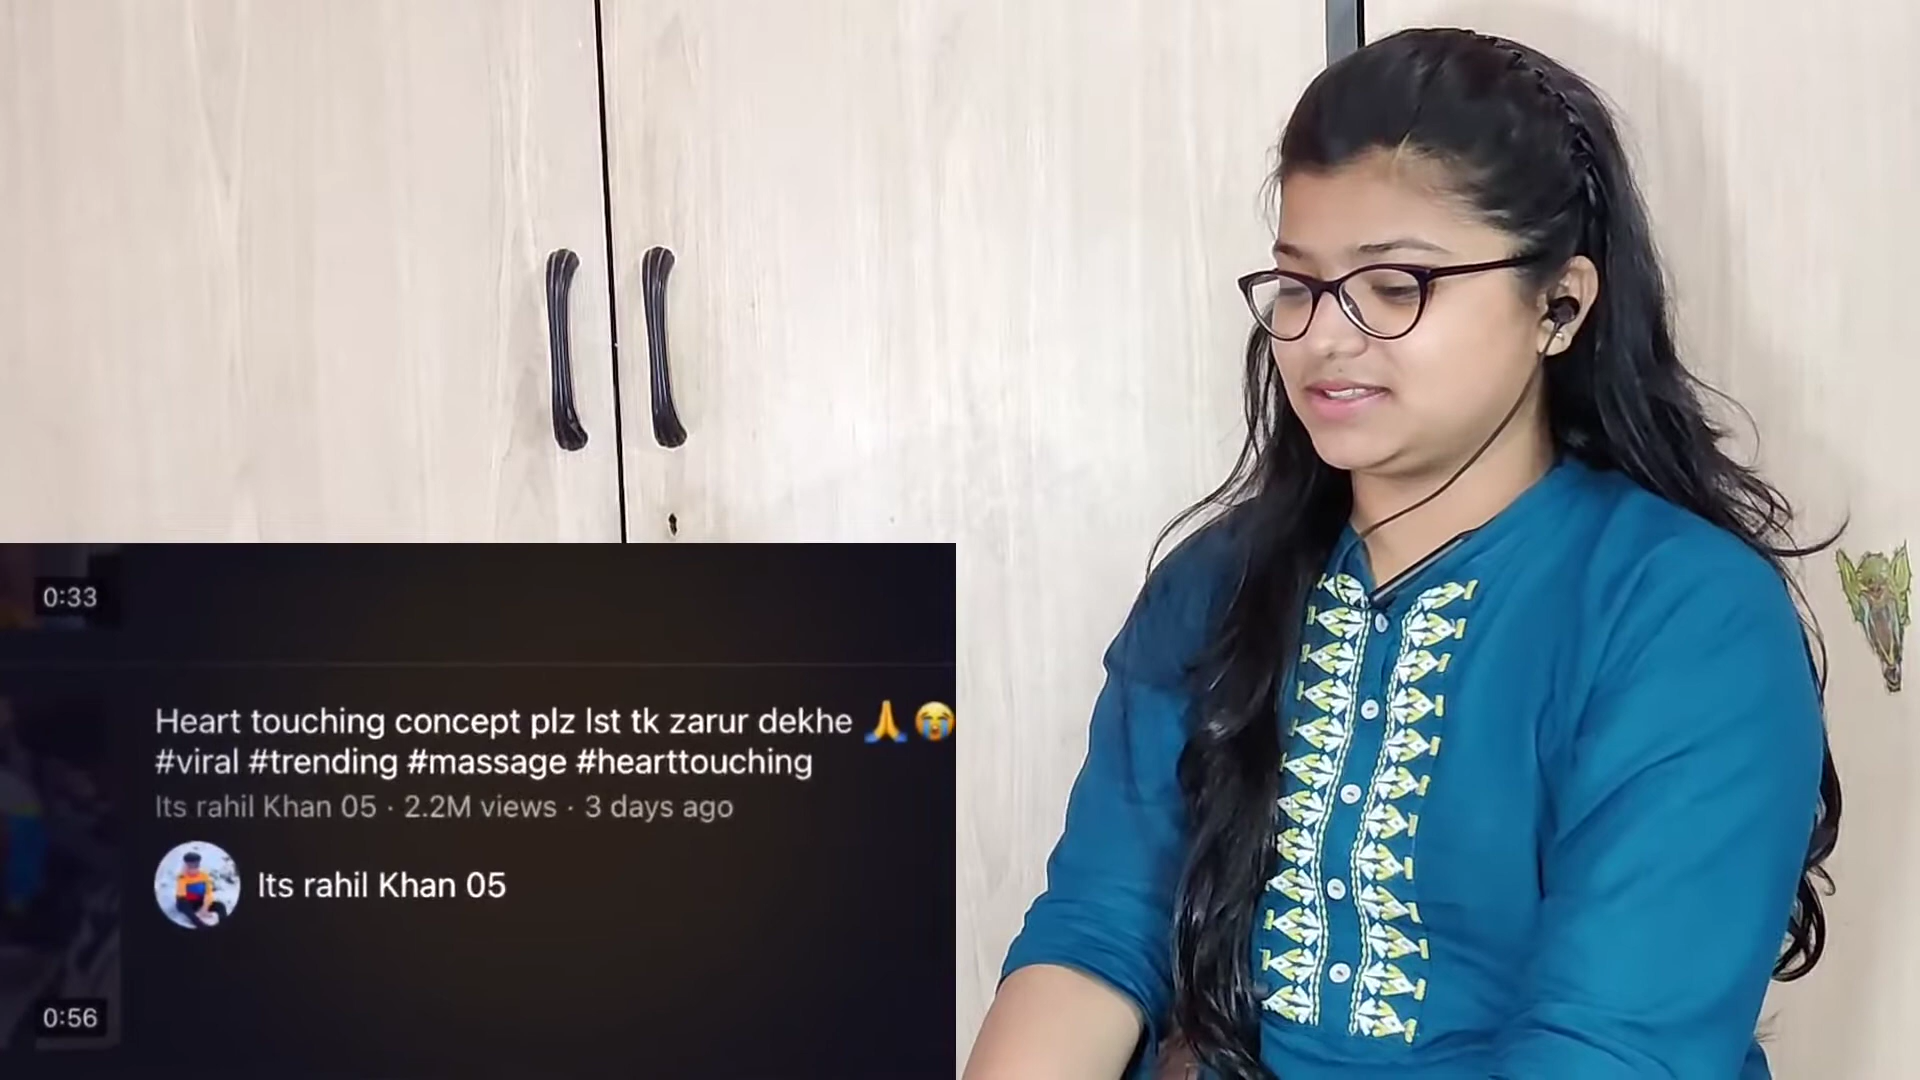 0:33
Heart touching concept plz lst tk zarur dekhe 🙏😭
#viral #trending #massage #hearttouching
Its rahil Khan 05 · 2.2M views · 3 days ago
Its rahil Khan 05
0:56